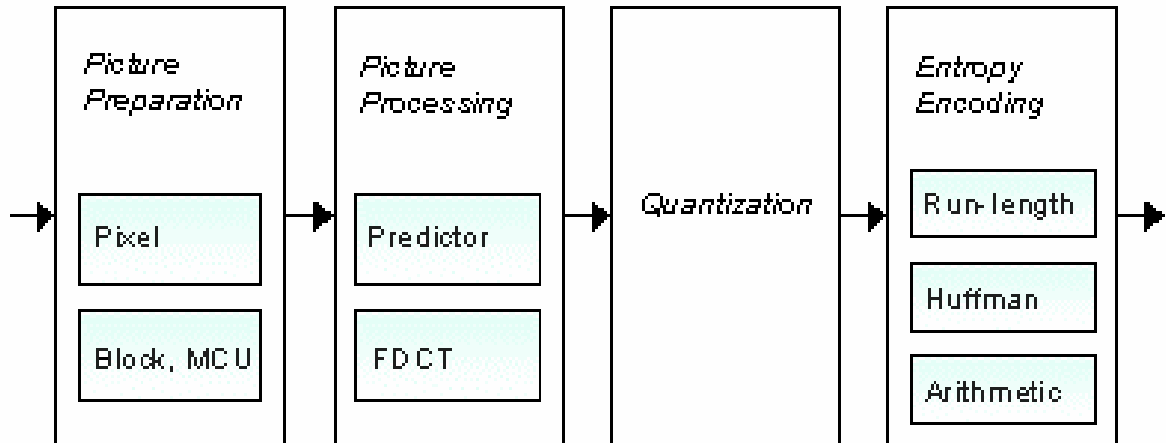 Picture
Preparation
Pixel
Block, MCU
Picture
Processing
Predictor
FDCT
Quantization
Entropy
Encoding
Run-length
Huffman
Arithmetic